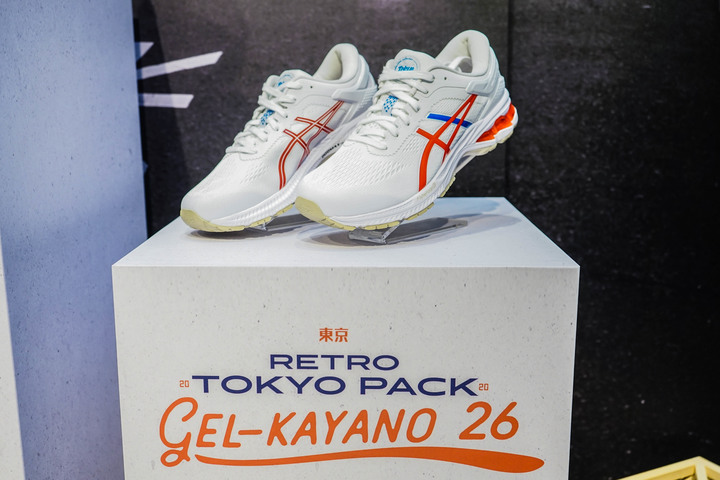 東京
RETRO
20 TOKYO PACK 20
GEL-KAYANO 26